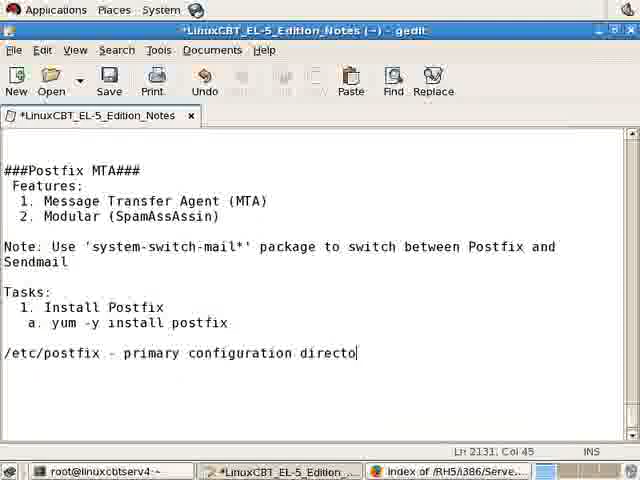 Applications Places System
*LinuxCBT_EL-5_Edition_Notes (~) - gedit
File Edit View Search Tools Documents Help
New Open Save Print Undo Paste Find Replace
*LinuxCBT_EL-5_Edition_Notes
###Postfix MTA###
Features:
1. Message Transfer Agent (MTA)
2. Modular (SpamAssAssin)
Note: Use 'system-switch-mail*' package to switch between Postfix and
Sendmail
Tasks:
1. Install Postfix
a. yum -y install postfix
/etc/postfix - primary configuration directo
Ln 2131, Col 45 INS
root@linuxcbtserv4:~ *LinuxCBT_EL-5_Edition_... Index of /RH5/i386/Serve...